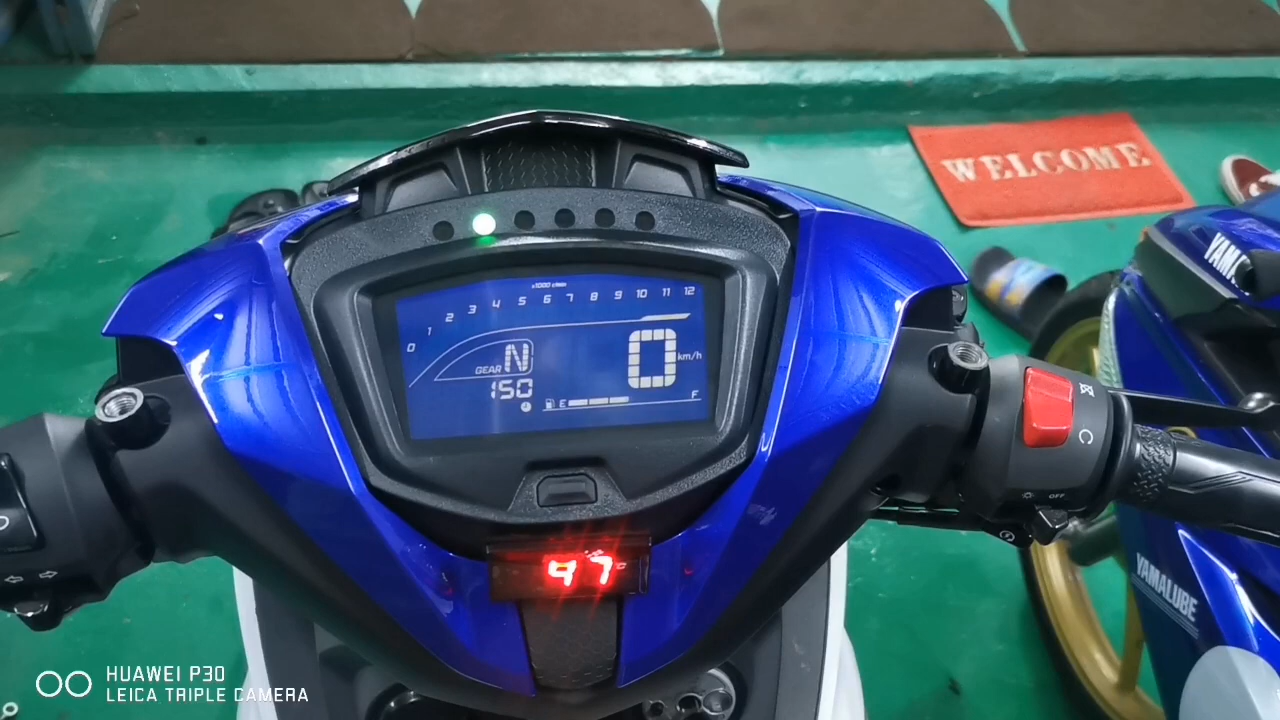 WELCOME
YAMA
x1000 r/min
0 1 2 3 4 5 6 7 8 9 10 11 12
GEAR N
0 km/h
150
E F
OFF
47
YAMALUBE
HUAWEI P30
LEICA TRIPLE CAMERA